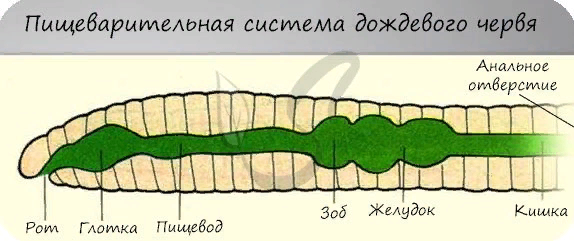 Пищеварительная система дождевого червя
Анальное
отверстие
Рот
Глотка
Пищевод
Зоб
Желудок
Кишка